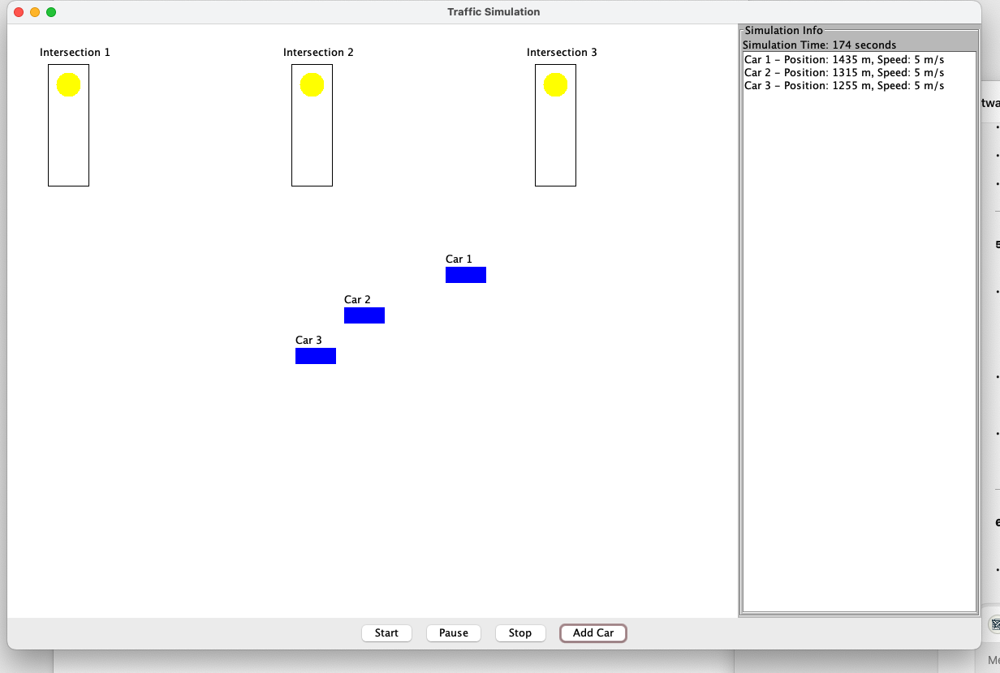 Traffic Simulation
Intersection 1
Intersection 2
Intersection 3
Car 1
Car 2
Car 3
Simulation Info
Simulation Time: 174 seconds
Car 1 – Position: 1435 m, Speed: 5 m/s
Car 2 – Position: 1315 m, Speed: 5 m/s
Car 3 – Position: 1255 m, Speed: 5 m/s
Start
Pause
Stop
Add Car